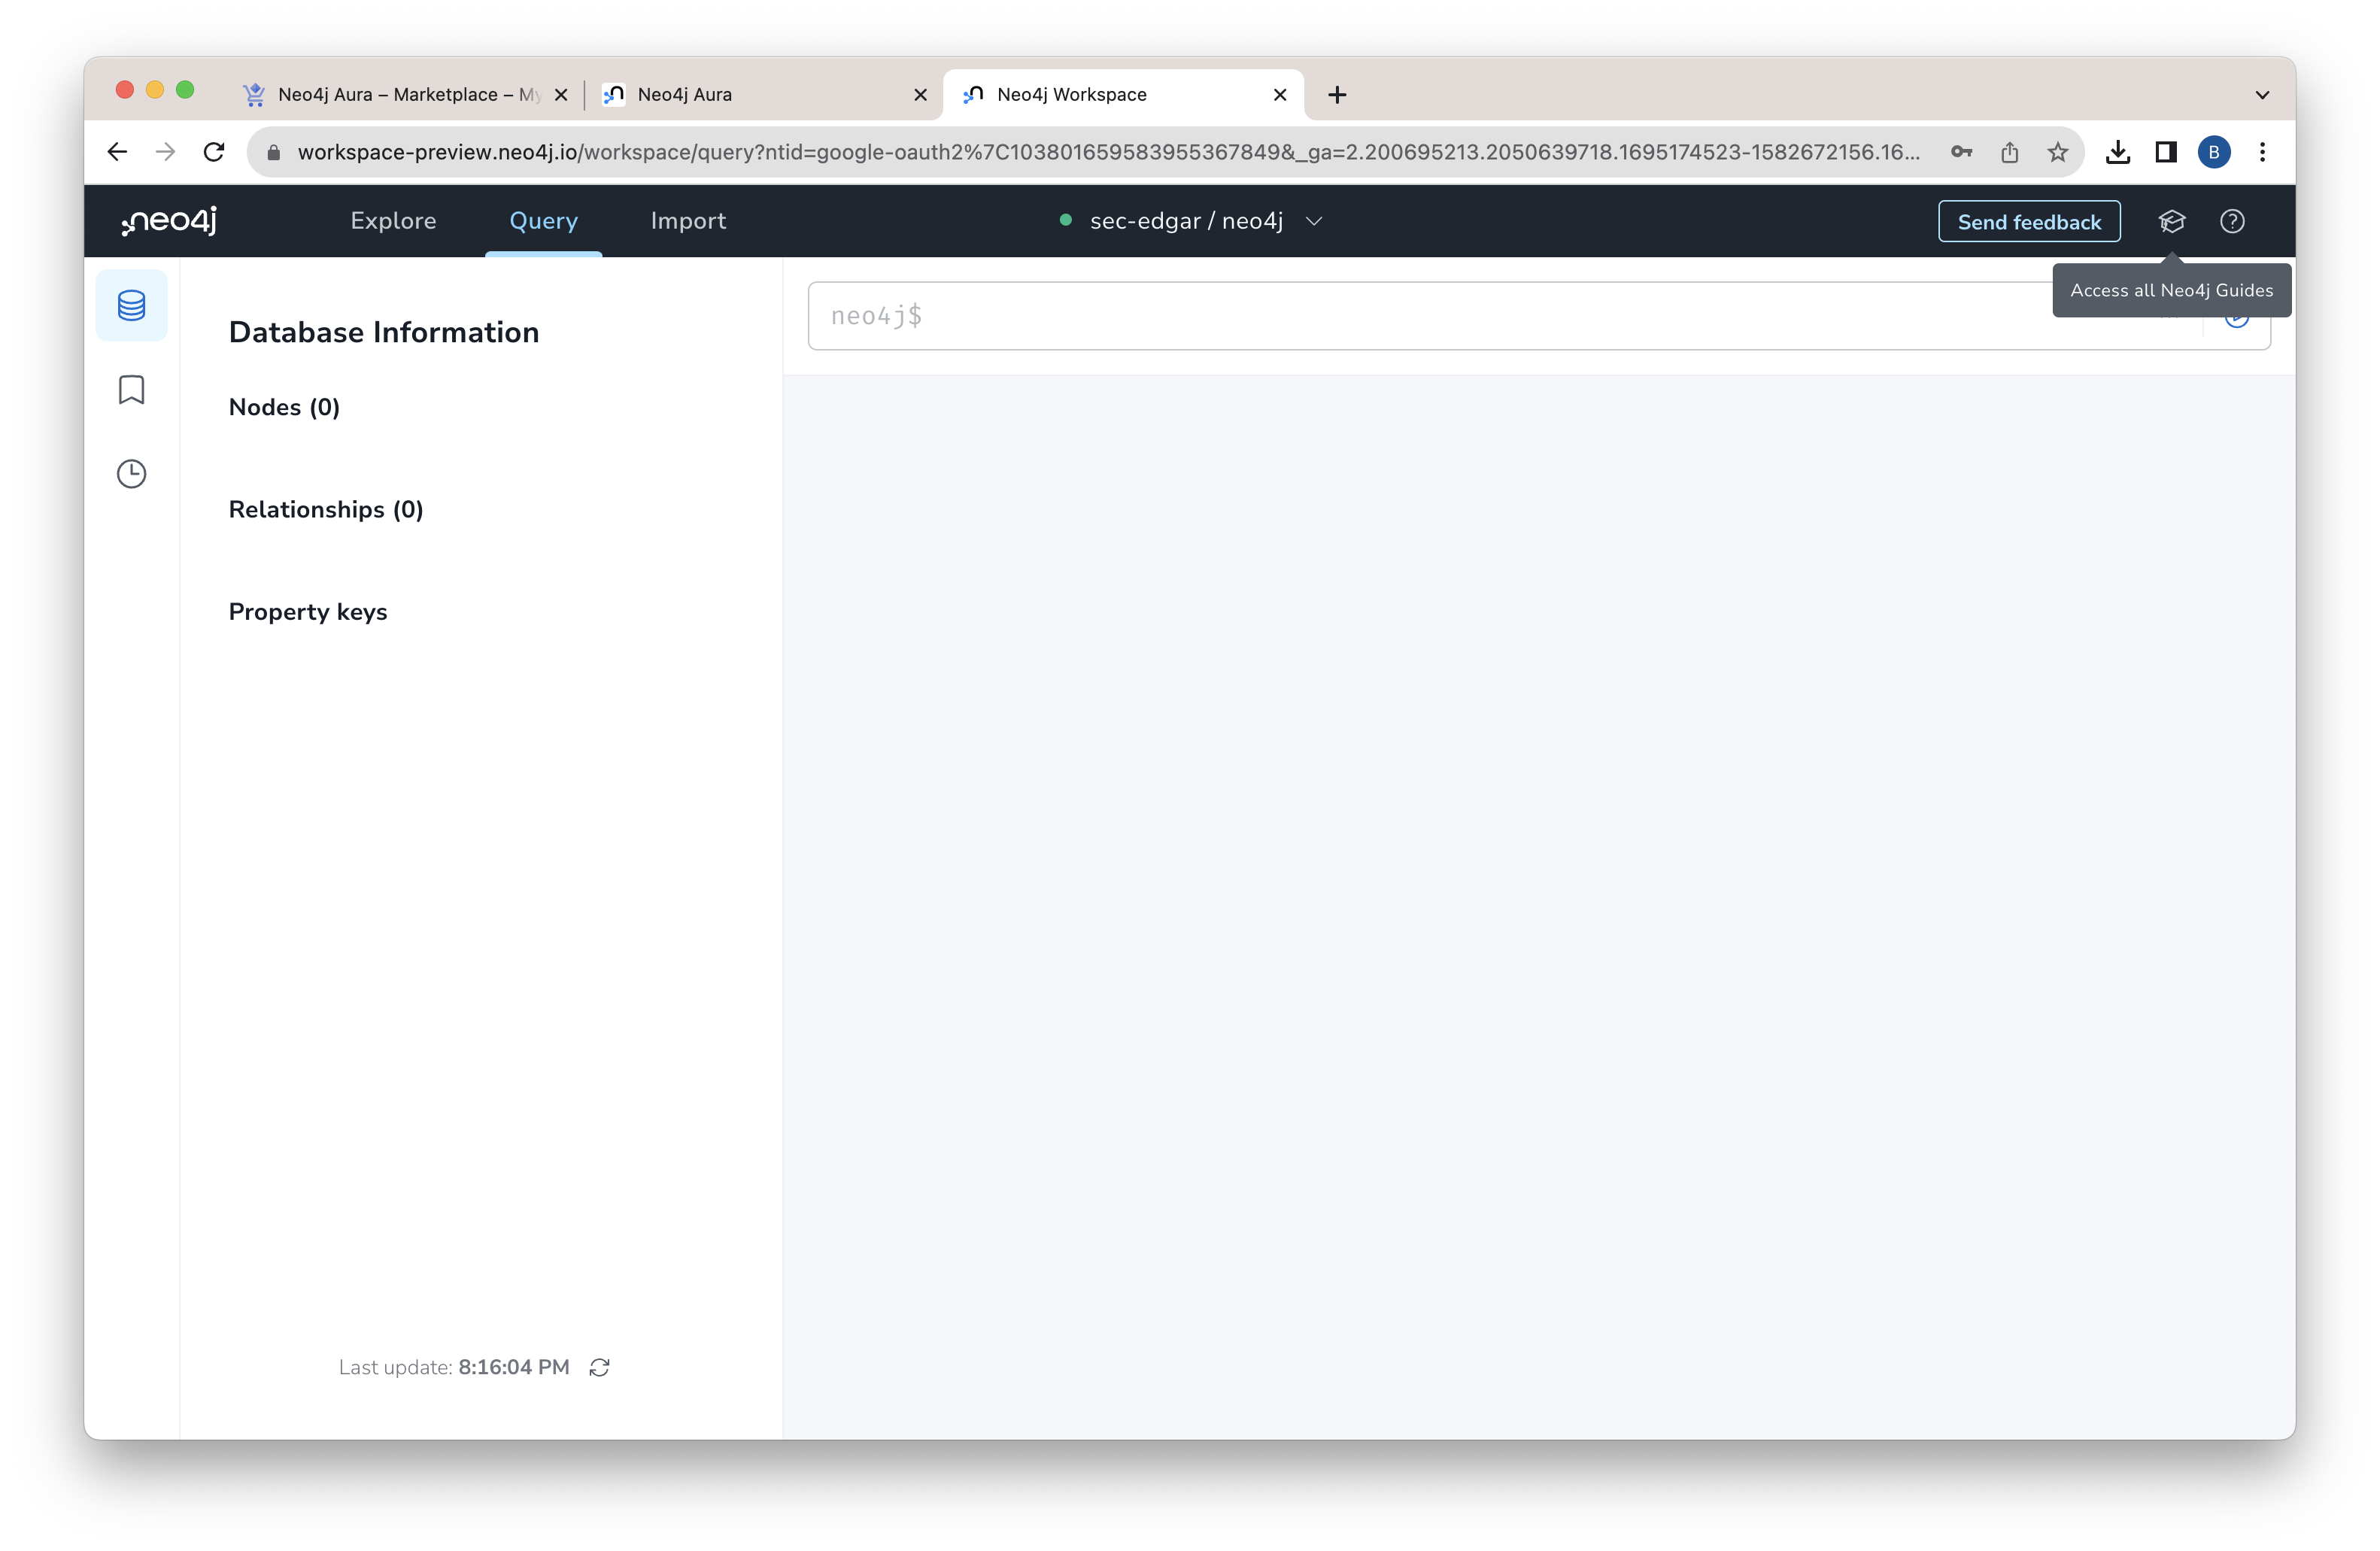 Neo4j Aura – Marketplace – My
Neo4j Aura
Neo4j Workspace
workspace-preview.neo4j.io/workspace/query?ntid=google-oauth2%7C103801659583955367849&_ga=2.200695213.2050639718.1695174523-1582672156.16...
B
neo4j
Explore
Query
Import
sec-edgar / neo4j
Send feedback
Access all Neo4j Guides
Database Information
neo4j$
Nodes (0)
Relationships (0)
Property keys
Last update: 8:16:04 PM